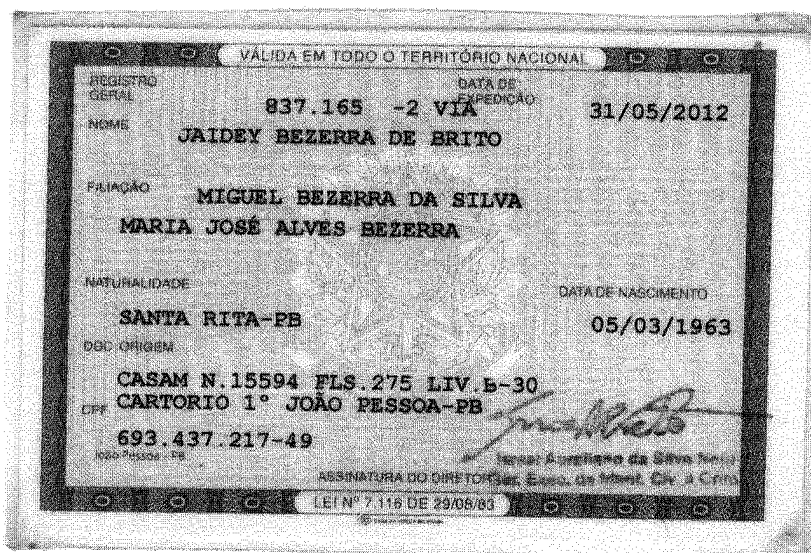 VÁLIDA EM TODO O TERRITÓRIO NACIONAL
REGISTRO GERAL 837.165 -2 VIA DATA DE EXPEDIÇÃO 31/05/2012
NOME JAIDEY BEZERRA DE BRITO
FILIAÇÃO MIGUEL BEZERRA DA SILVA
MARIA JOSÉ ALVES BEZERRA
NATURALIDADE DATA DE NASCIMENTO
SANTA RITA-PB 05/03/1963
DOC ORIGEM
CASAM N.15594 FLS.275 LIV.B-30
CPF CARTORIO 1º JOÃO PESSOA-PB
693.437.217-49
João Pessoa - PB
da Silva
ASSINATURA DO DIRETOR
LEI Nº 7.116 DE 29/08/83